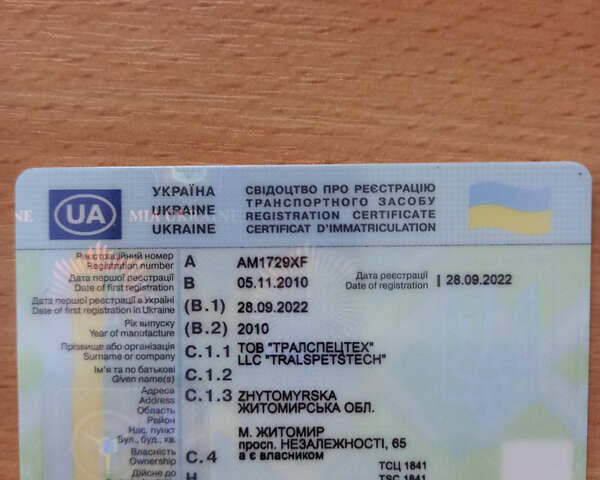 УКРАЇНА
UKRAINE
UKRAINE
UA
СВІДОЦТВО ПРО РЕЄСТРАЦІЮ
ТРАНСПОРТНОГО ЗАСОБУ
REGISTRATION CERTIFICATE
CERTIFICAT D'IMMATRICULATION
Реєстраційний номер
Registration number
A
AM1729XF
Дата першої реєстрації
Date of first registration
B
05.11.2010
Дата реєстрації
Date of registration
28.09.2022
Дата першої реєстрації в Україні
Date of first registration in Ukraine
(B.1)
28.09.2022
Рік випуску
Year of manufacture
(B.2)
2010
Прізвище або організація
Surname or company
C.1.1
ТОВ "ТРАЛСПЕЦТЕХ"
LLC "TRALSPETSTECH"
Ім'я та по батькові
Given name(s)
C.1.2
Адреса
Address
Область
Район
Нас. пункт
Бул., буд., кв.
C.1.3
ZHYTOMYRSKA
ЖИТОМИРСЬКА ОБЛ.
М. ЖИТОМИР
просп. НЕЗАЛЕЖНОСТІ, 65
Власність
Ownership
C.4
а є власником
ТСЦ 1841
TSC 1841
Дійсне до
H